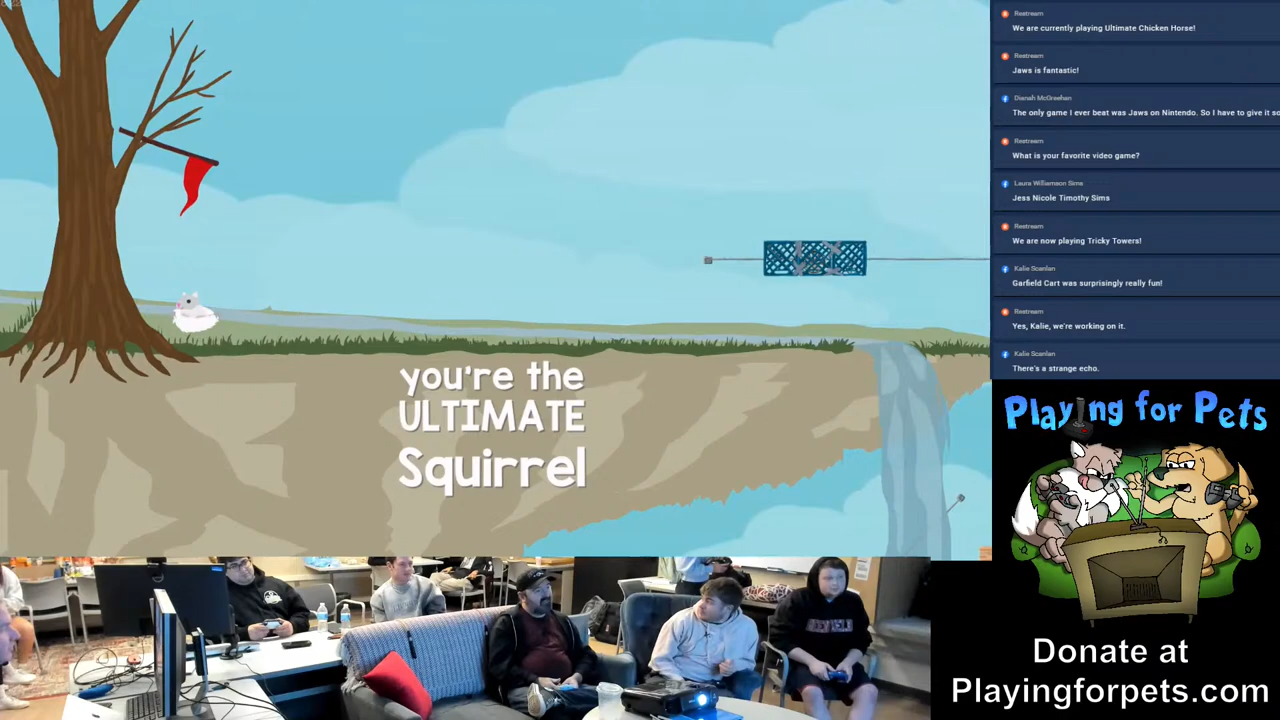 you're the
ULTIMATE
Squirrel
Restream
We are currently playing Ultimate Chicken Horse!
Restream
Jaws is fantastic!
Dianah McGreehan
The only game I ever beat was Jaws on Nintendo. So I have to give it
Restream
What is your favorite video game?
Laura Williamson Sims
Jess Nicole Timothy Sims
Restream
We are now playing Tricky Towers!
Kalie Scanlan
Garfield Cart was surprisingly really fun!
Restream
Yes, Kalie, we're working on it.
Kalie Scanlan
There's a strange echo.
Playing for Pets
Donate at
Playingforpets.com